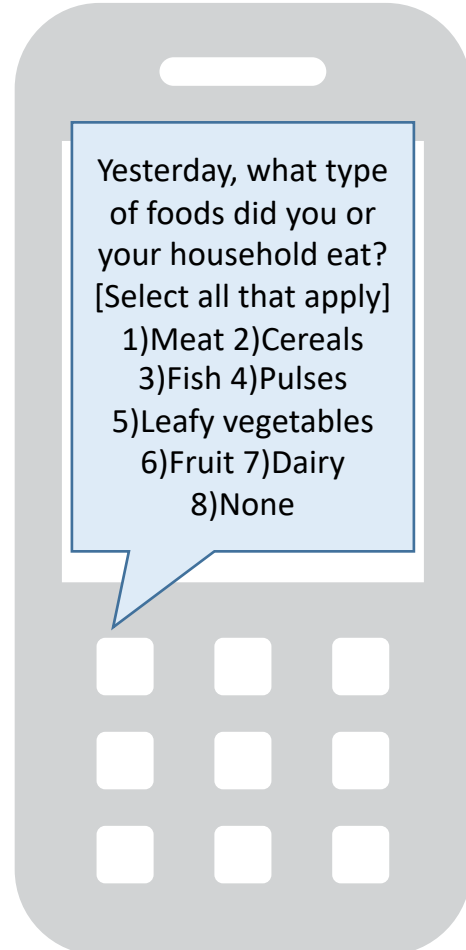 Yesterday, what type
of foods did you or
your household eat?
[Select all that apply]
1)Meat 2)Cereals
3)Fish 4)Pulses
5)Leafy vegetables
6)Fruit 7)Dairy
8)None